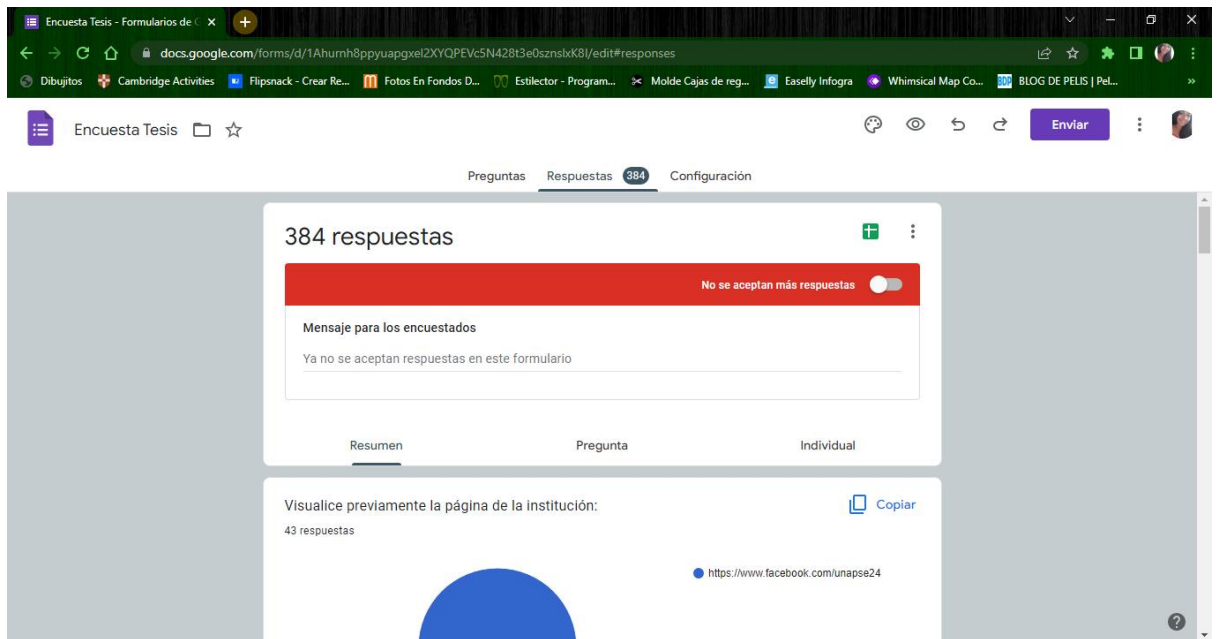 Encuesta Tesis - Formularios de G
docs.google.com/forms/d/1Ahurnh8ppyuapgxel2XYQPEVc5N428t3e0sznslxK8I/edit#responses
Dibujitos Cambridge Activities Flipsnack - Crear Re... Fotos En Fondos D... Estilector - Program... Molde Cajas de reg... Easelly Infogra Whimsical Map Co... BLOG DE PELIS | Pel... »
Encuesta Tesis Enviar
Preguntas Respuestas 384 Configuración
384 respuestas
No se aceptan más respuestas
Mensaje para los encuestados
Ya no se aceptan respuestas en este formulario
Resumen Pregunta Individual
Visualice previamente la página de la institución: Copiar
43 respuestas
https://www.facebook.com/unapse24